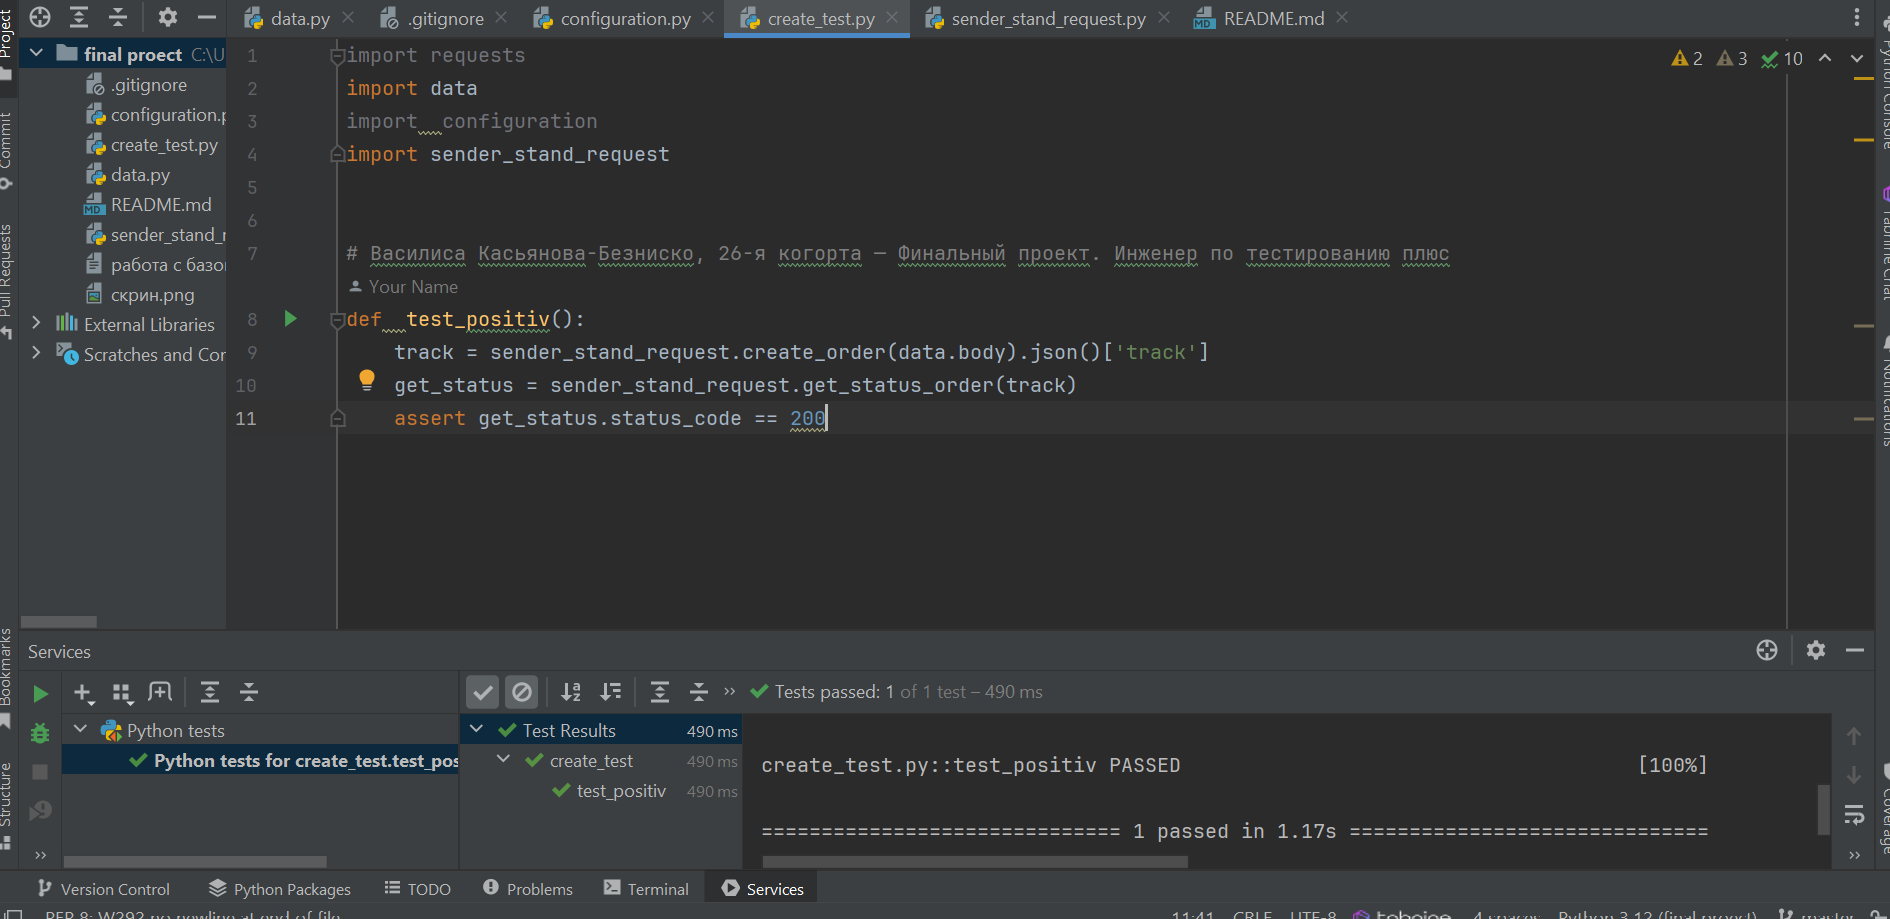 Project
data.py
.gitignore
configuration.py
create_test.py
sender_stand_request.py
README.md
final proect C:\U
.gitignore
configuration.p
create_test.py
data.py
README.md
sender_stand_r
работа с базо
скрин.png
External Libraries
Scratches and Cor
Commit
Pull Requests
Bookmarks
Structure
1 import requests
2 import data
3 import  configuration
4 import sender_stand_request
5
6
7 # Василиса Касьянова-Безниско, 26-я когорта — Финальный проект. Инженер по тестированию плюс
Your Name
8 def  test_positiv():
9 track = sender_stand_request.create_order(data.body).json()['track']
10 get_status = sender_stand_request.get_status_order(track)
11 assert get_status.status_code == 200
2 3 10
Python Console
Tabnine Chat
Notifications
Coverage
Services
Tests passed: 1 of 1 test – 490 ms
Python tests
Python tests for create_test.test_pos
Test Results 490 ms
create_test 490 ms
test_positiv 490 ms
create_test.py::test_positiv PASSED [100%]
============================== 1 passed in 1.17s ==============================
Version Control
Python Packages
TODO
Problems
Terminal
Services
PEP 8: W292 no newline at end of file
11:41 CRLF UTF-8 tabnine 4 spaces Python 3.12 (final proect) master